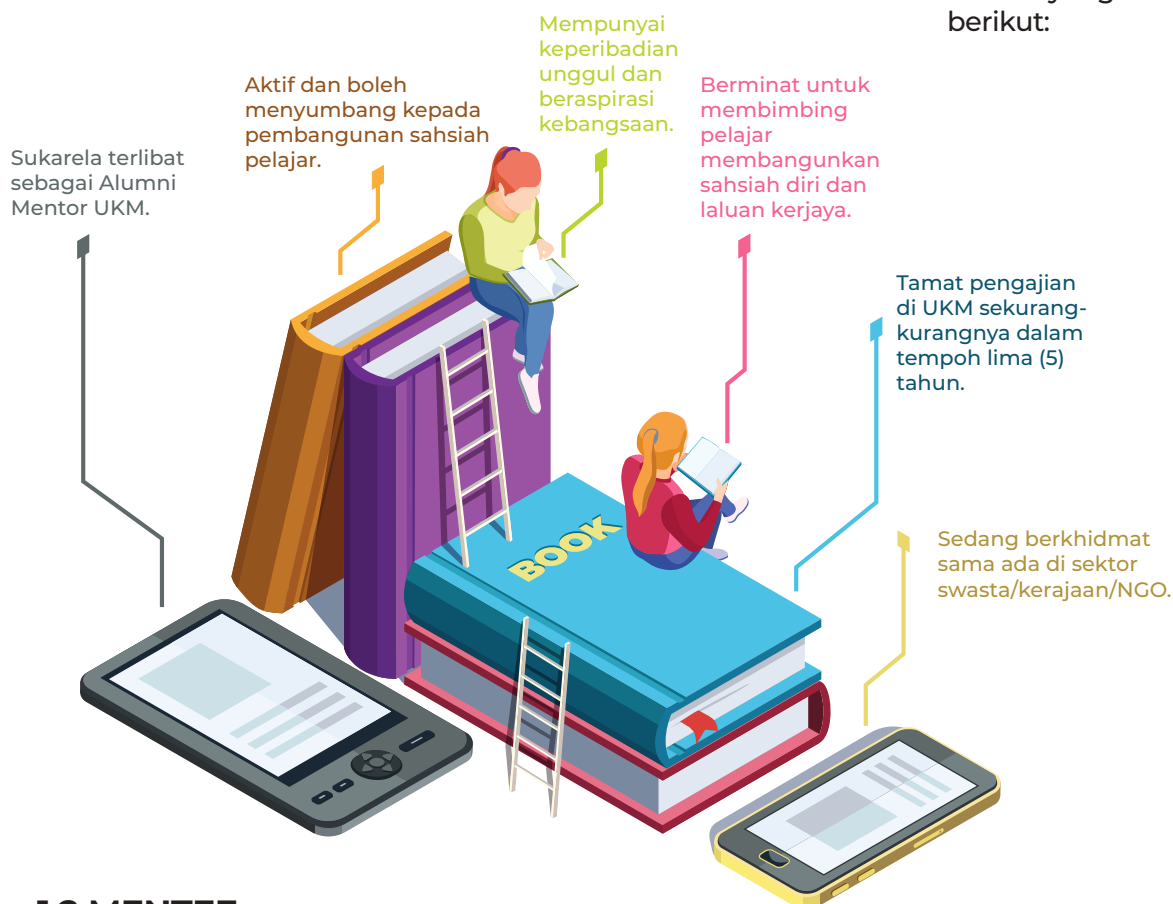 berikut:
Mempunyai
keperibadian
unggul dan
beraspirasi
kebangsaan.
Aktif dan boleh
menyumbang kepada
pembangunan sahsiah
pelajar.
Berminat untuk
membimbing
pelajar
membangunkan
sahsiah diri dan
laluan kerjaya.
Sukarela terlibat
sebagai Alumni
Mentor UKM.
Tamat pengajian
di UKM sekurang-
kurangnya dalam
tempoh lima (5)
tahun.
BOOK
Sedang berkhidmat
sama ada di sektor
swasta/kerajaan/NGO.
MENTEE